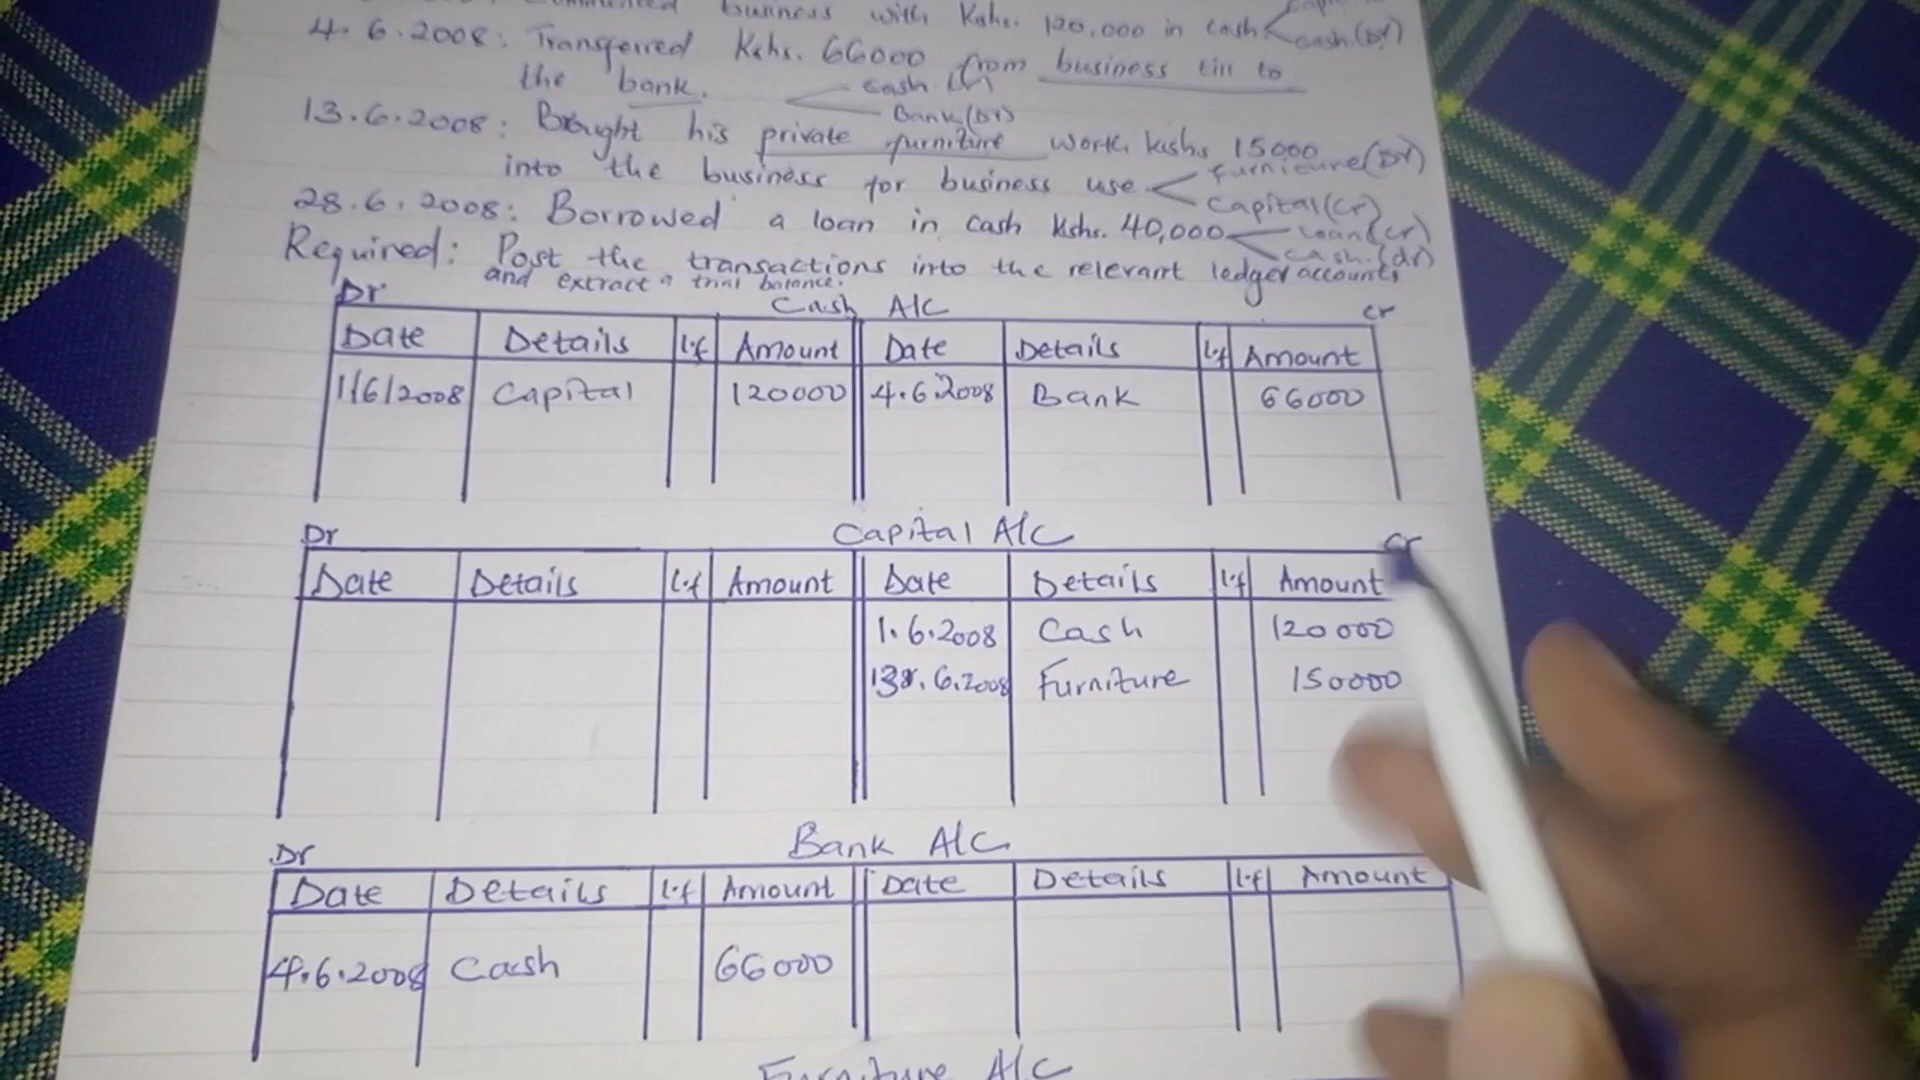 business with Kshs. 120,000 in cash cash (Dr)
4.6.2008: Transferred Kshs. 66000 from business till to
the bank. cash (Cr)
Bank (Dr)
13.6.2008: Brought his private furniture worth kshs 15000
into the business for business use furniture (Dr)
Capital (Cr)
28.6.2008: Borrowed a loan in cash Kshs. 40,000 Loan (cr)
cash (dr)
Required: Post the transactions into the relevant ledger accounts
and extract a trial balance.
Dr Cash A/C cr
Date Details l.f Amount Date Details l.f Amount
1/6/2008 Capital 120000 4.6.2008 Bank 66000
Dr Capital A/C cr
Date Details l.f Amount Date Details l.f Amount
1.6.2008 Cash 120000
13.6.2008 Furniture 150000
Dr Bank A/C
Date Details l.f Amount Date Details l.f Amount
4.6.2008 Cash 66000
Furniture A/C